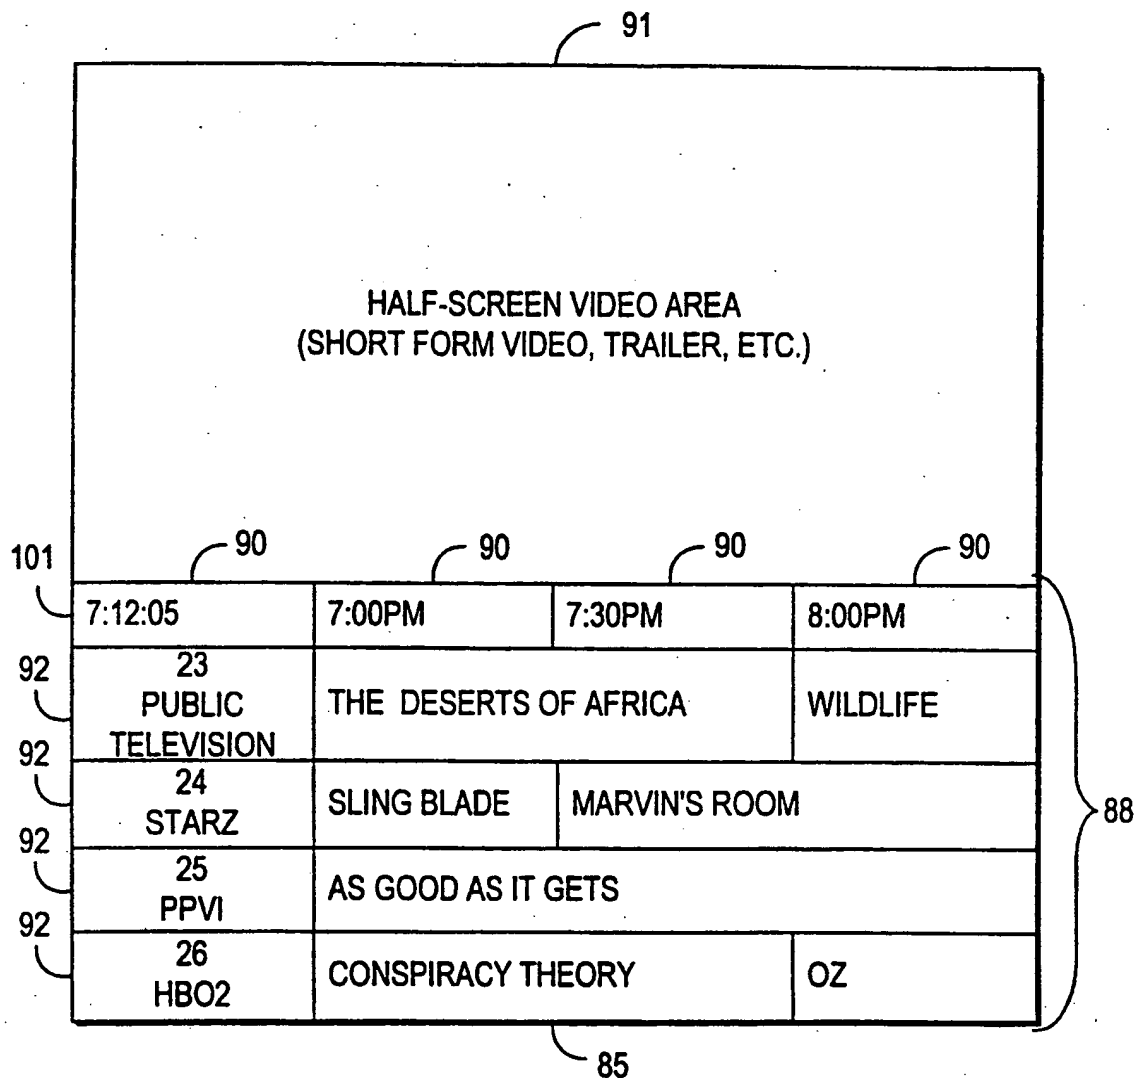 91
HALF-SCREEN VIDEO AREA
(SHORT FORM VIDEO, TRAILER, ETC.)
101
90
90
90
90
7:12:05
7:00PM
7:30PM
8:00PM
92
23
PUBLIC
TELEVISION
THE DESERTS OF AFRICA
WILDLIFE
92
24
STARZ
SLING BLADE
MARVIN'S ROOM
88
92
25
PPVI
AS GOOD AS IT GETS
92
26
HBO2
CONSPIRACY THEORY
OZ
85